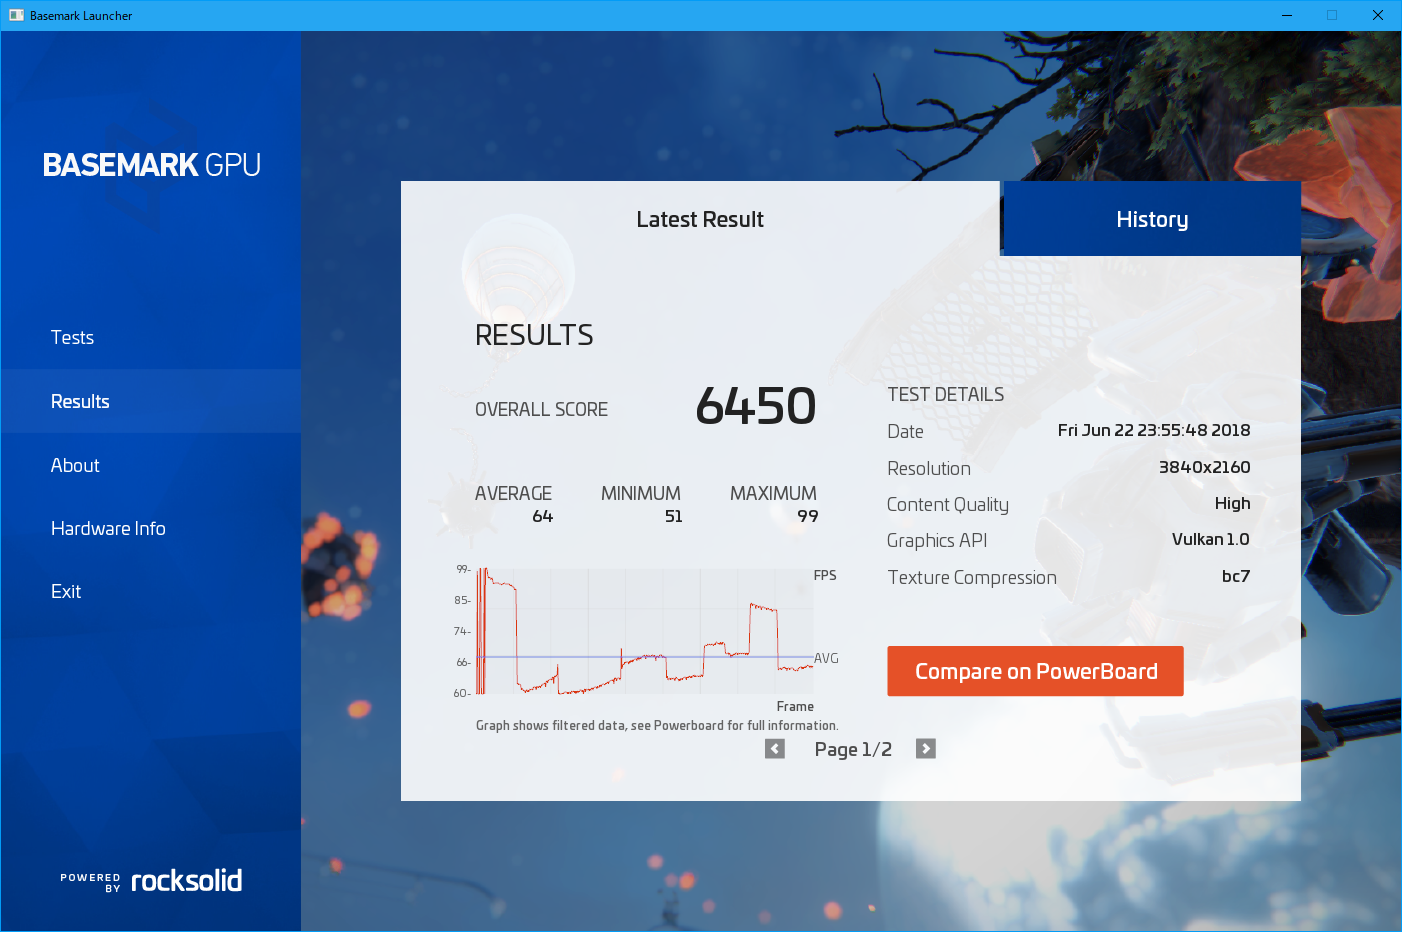 Basemark Launcher
BASEMARK GPU
Tests
Results
About
Hardware Info
Exit
POWERED BY rocksolid
Latest Result
History
RESULTS
OVERALL SCORE 6450
AVERAGE MINIMUM MAXIMUM
64 51 99
99-
85-
74-
66-
60-
FPS
AVG
Frame
Graph shows filtered data, see Powerboard for full information.
TEST DETAILS
Date Fri Jun 22 23:55:48 2018
Resolution 3840x2160
Content Quality High
Graphics API Vulkan 1.0
Texture Compression bc7
Compare on PowerBoard
Page 1/2